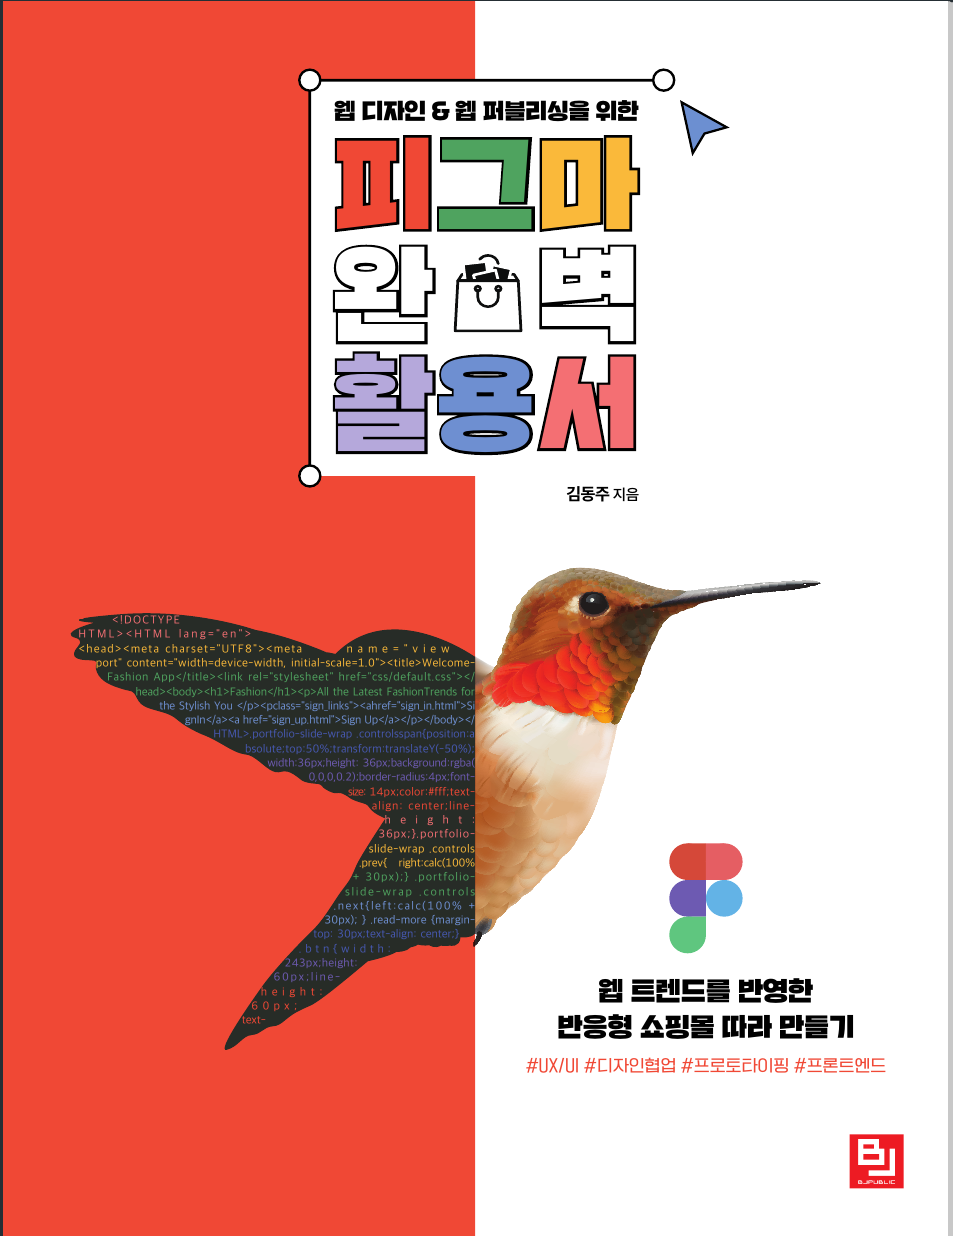 웹 디자인 & 웹 퍼블리싱을 위한
피그마
완벽
활용서
김동주 지음
<!DOCTYPE
HTML><HTML lang="en">
<head><meta charset="UTF8"><meta name="view
port" content="width=device-width, initial-scale=1.0"><title>Welcome-
Fashion App</title><link rel="stylesheet" href="css/default.css"></
head><body><h1>Fashion</h1><p>All the Latest FashionTrends for
the Stylish You </p><pclass="sign_links"><ahref="sign_in.html">Si
gnIn</a><a href="sign_up.html">Sign Up</a></p></body></
HTML>.portfolio-slide-wrap .controlsspan{position:a
bsolute;top:50%;transform:translateY(-50%);
width:36px;height: 36px;background:rgba(
0,0,0,0.2);border-radius:4px;font-
size: 14px;color:#fff;text-
align: center;line-
height:
36px;}.portfolio-
slide-wrap .controls
.prev{ right:calc(100%
+ 30px);} .portfolio-
slide-wrap .controls
.next{left:calc(100% +
30px); } .read-more {margin-
top: 30px;text-align: center;}
.btn{width:
243px;height:
60px;line-
height:
60px;
text-
웹 트렌드를 반영한
반응형 쇼핑몰 따라 만들기
#UX/UI #디자인협업 #프로토타이핑 #프론트엔드
BJ
BJPUBLIC